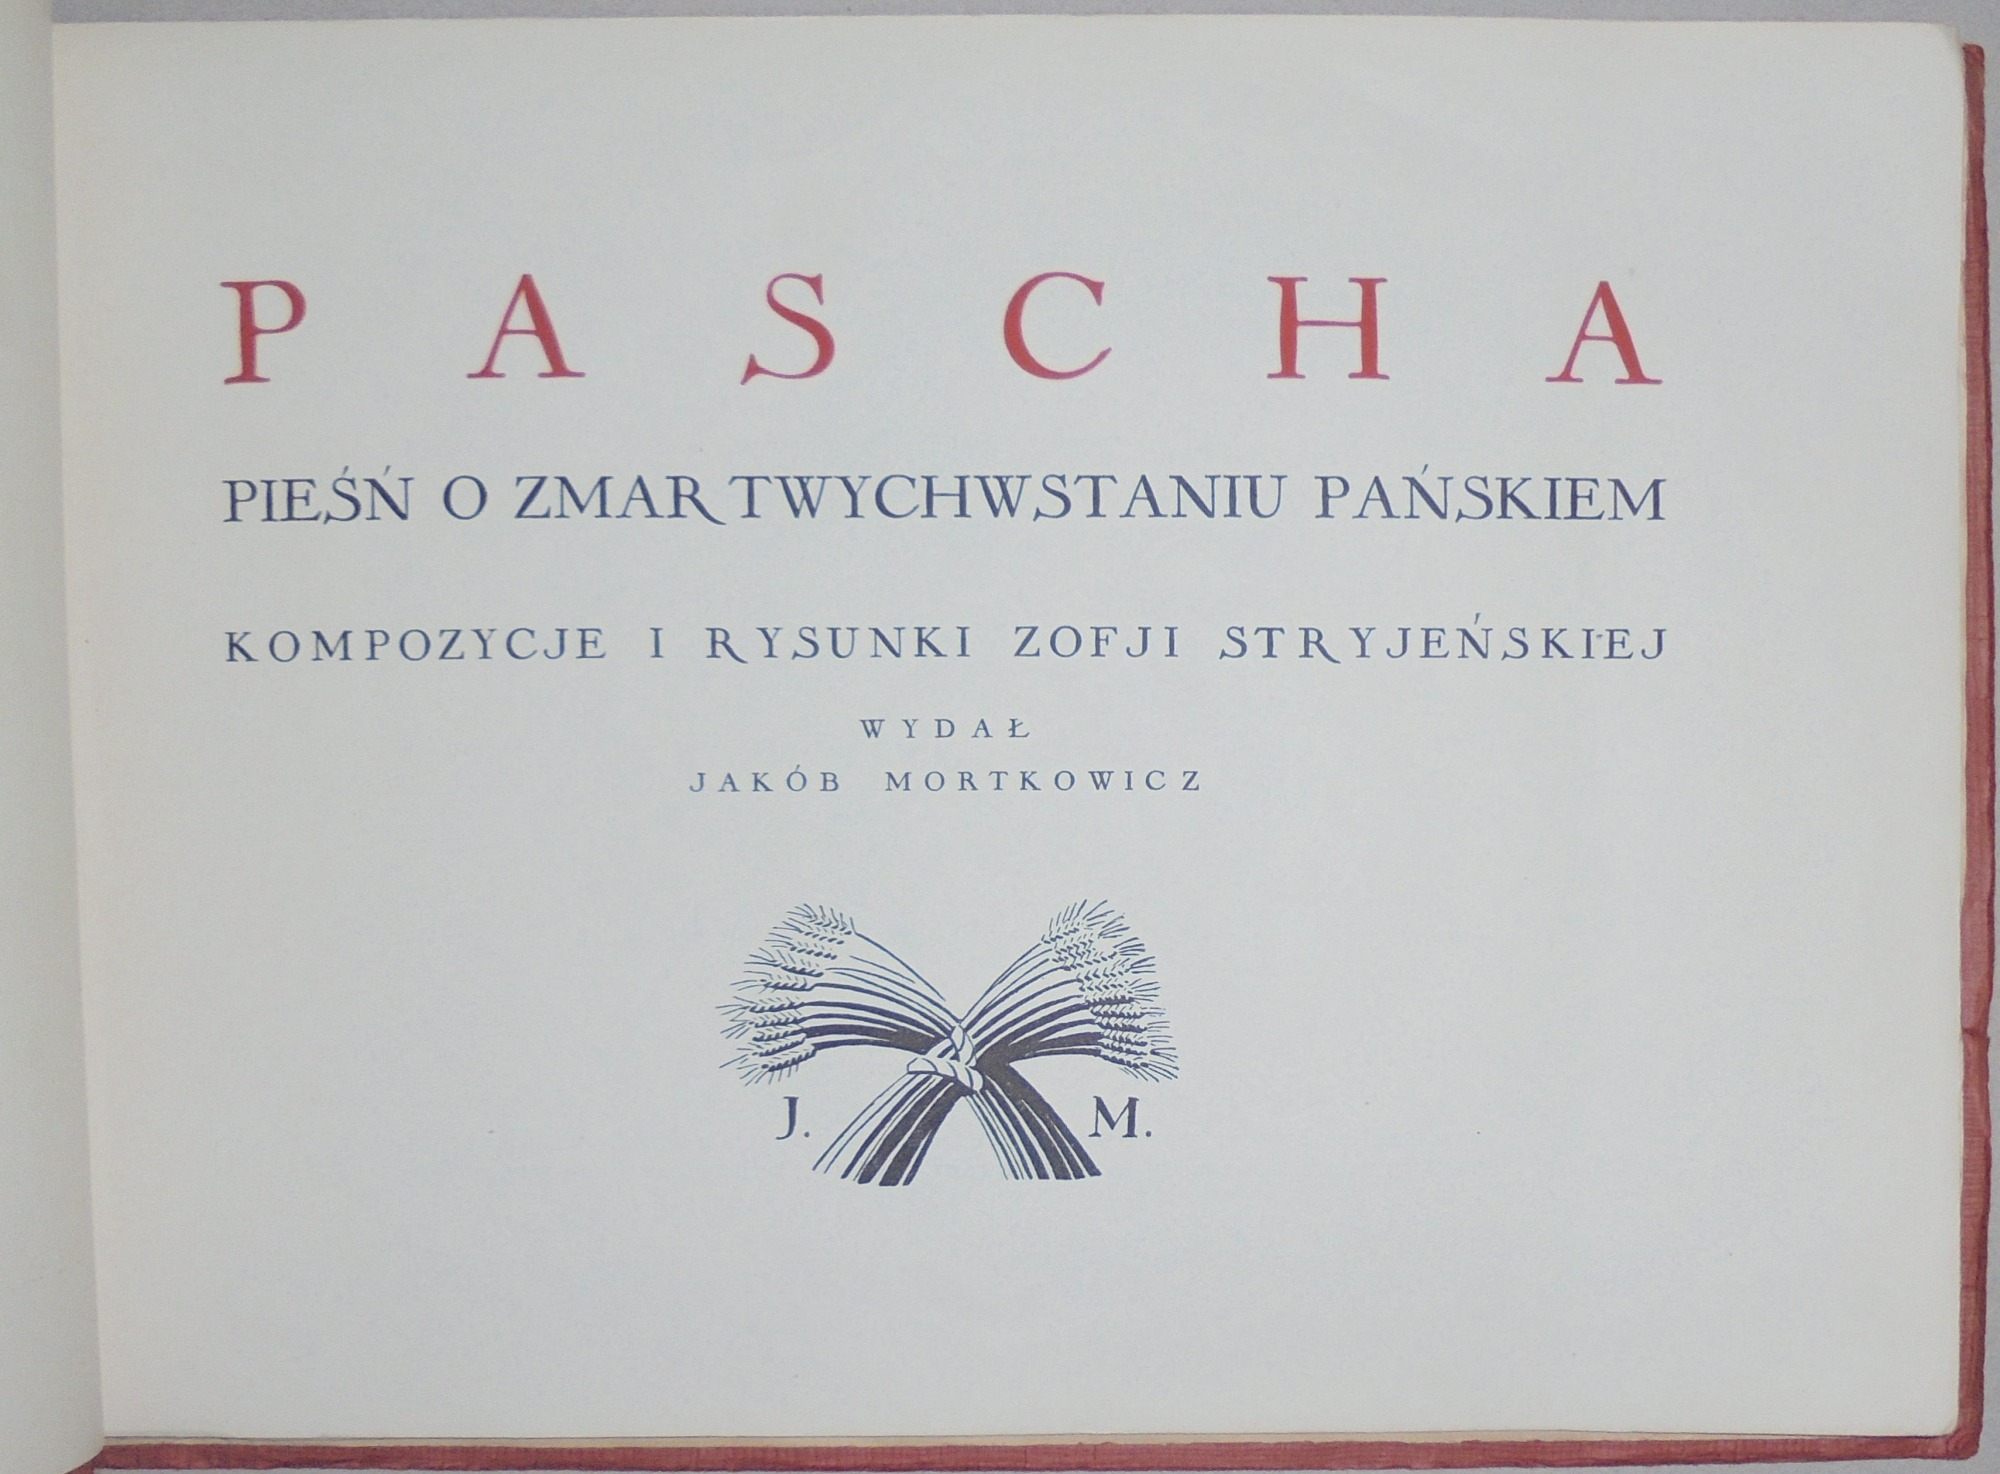 PASCHA
PIEŚŃ O ZMARTWYCHWSTANIU PAŃSKIEM
KOMPOZYCJE I RYSUNKI ZOFJI STRYJEŃSKIEJ
WYDAŁ
JAKÓB MORTKOWICZ
J. M.